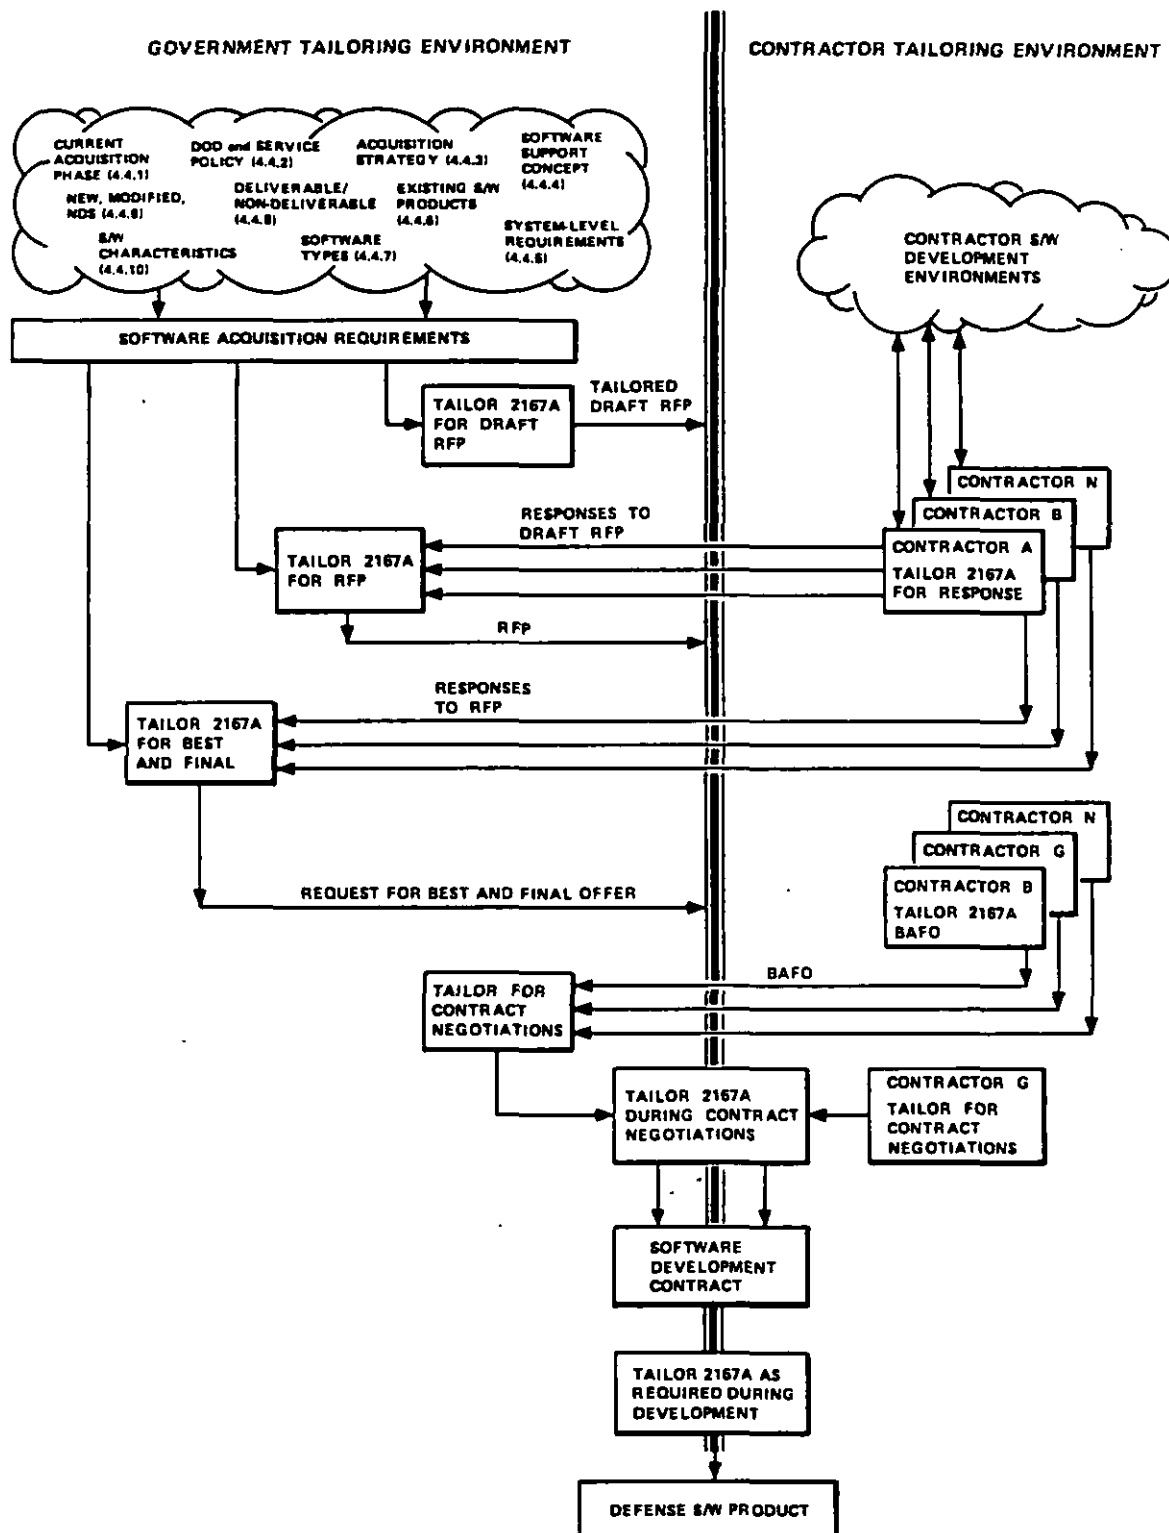 GOVERNMENT TAILORING ENVIRONMENT
CONTRACTOR TAILORING ENVIRONMENT
CURRENT
ACQUISITION
PHASE (4.4.1)
DOD and SERVICE
POLICY (4.4.2)
ACQUISITION
STRATEGY (4.4.3)
SOFTWARE
SUPPORT
CONCEPT
(4.4.4)
NEW, MODIFIED,
NDS (4.4.9)
DELIVERABLE/
NON-DELIVERABLE
(4.4.8)
EXISTING S/W
PRODUCTS
(4.4.6)
SYSTEM-LEVEL
REQUIREMENTS
(4.4.5)
S/W
CHARACTERISTICS
(4.4.10)
SOFTWARE
TYPES (4.4.7)
CONTRACTOR S/W
DEVELOPMENT
ENVIRONMENTS
SOFTWARE ACQUISITION REQUIREMENTS
TAILOR 2167A
FOR DRAFT
RFP
TAILORED
DRAFT RFP
CONTRACTOR N
CONTRACTOR B
CONTRACTOR A
TAILOR 2167A
FOR RESPONSE
RESPONSES TO
DRAFT RFP
TAILOR 2167A
FOR RFP
RFP
RESPONSES
TO RFP
TAILOR 2167A
FOR BEST
AND FINAL
CONTRACTOR N
CONTRACTOR G
CONTRACTOR B
TAILOR 2167A
BAFO
REQUEST FOR BEST AND FINAL OFFER
BAFO
TAILOR FOR
CONTRACT
NEGOTIATIONS
TAILOR 2167A
DURING CONTRACT
NEGOTIATIONS
CONTRACTOR G
TAILOR FOR
CONTRACT
NEGOTIATIONS
SOFTWARE
DEVELOPMENT
CONTRACT
TAILOR 2167A AS
REQUIRED DURING
DEVELOPMENT
DEFENSE S/W PRODUCT